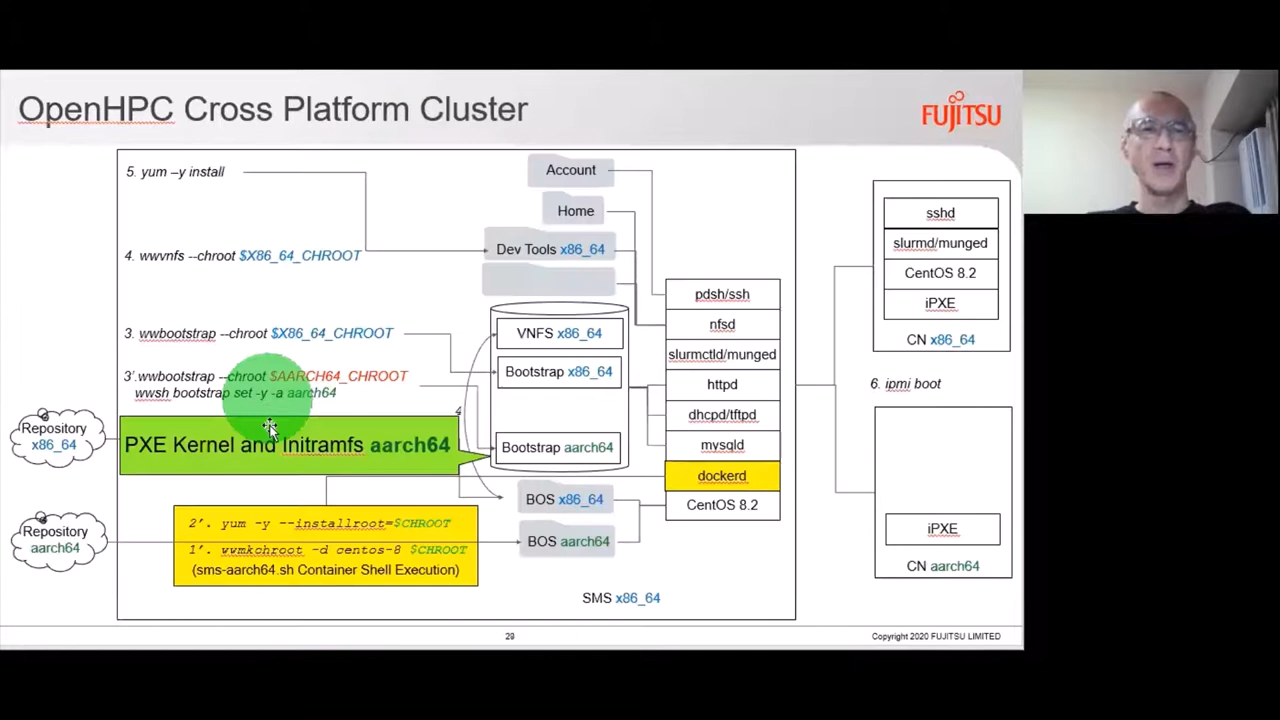 OpenHPC Cross Platform Cluster
FUJITSU
5. yum –y install
4. wwvnfs --chroot $X86_64_CHROOT
3. wwbootstrap --chroot $X86_64_CHROOT
3’.wwbootstrap --chroot $AARCH64_CHROOT
wwsh bootstrap set -y -a aarch64
4
PXE Kernel and Initramfs aarch64
Repository
x86_64
Repository
aarch64
2’. yum -y --installroot=$CHROOT
1’. wwmkchroot -d centos-8 $CHROOT
(sms-aarch64.sh Container Shell Execution)
Account
Home
Dev Tools x86_64
VNFS x86_64
Bootstrap x86_64
Bootstrap aarch64
BOS x86_64
BOS aarch64
pdsh/ssh
nfsd
slurmctld/munged
httpd
dhcpd/tftpd
mysqld
dockerd
CentOS 8.2
SMS x86_64
sshd
slurmd/munged
CentOS 8.2
iPXE
CN x86_64
6. ipmi boot
iPXE
CN aarch64
29
Copyright 2020 FUJITSU LIMITED